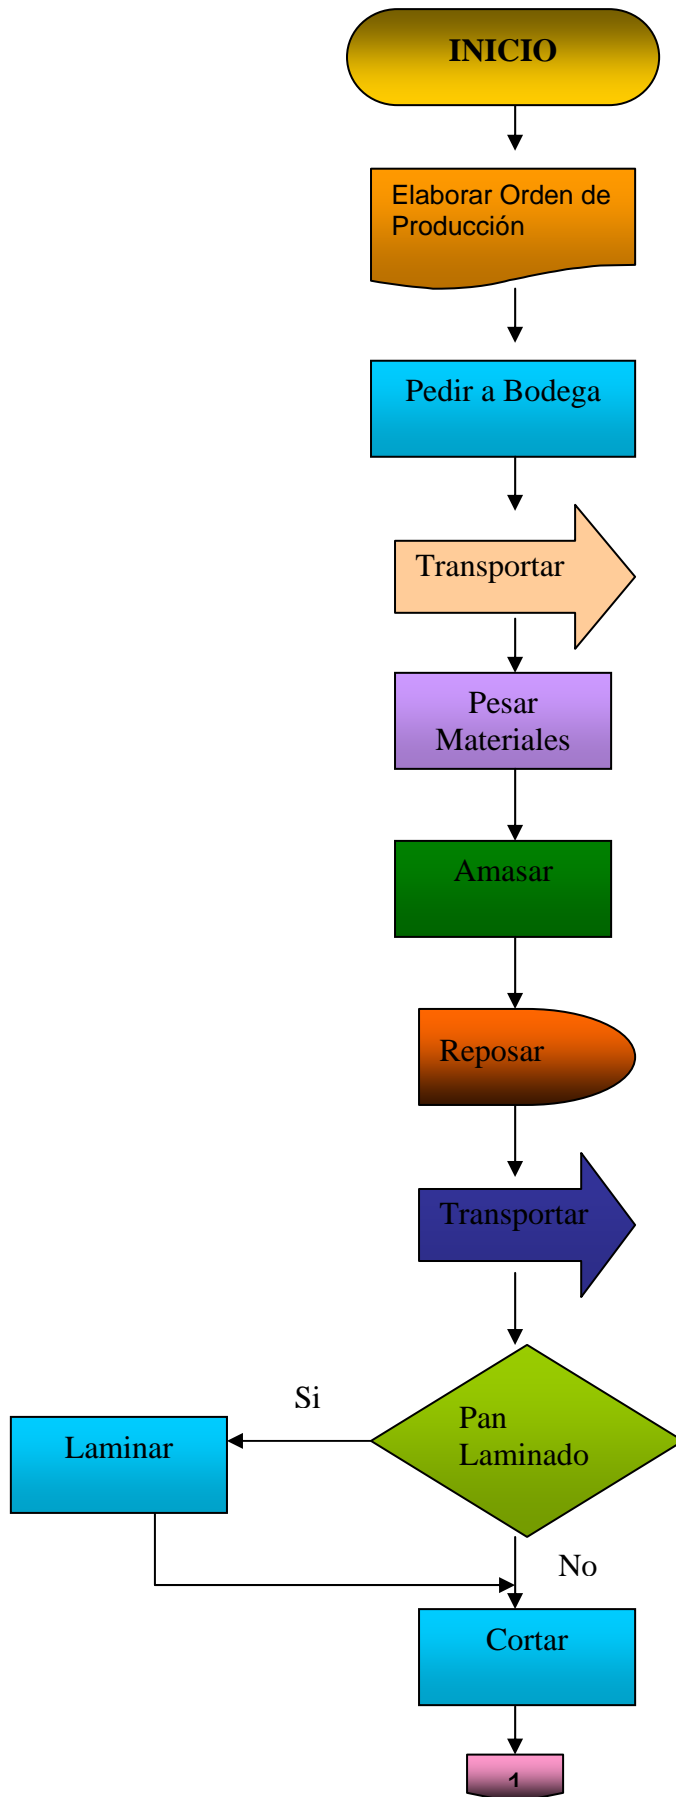 INICIO
Elaborar Orden de
Producción
Pedir a Bodega
Transportar
Pesar
Materiales
Amasar
Reposar
Transportar
Si
Pan
Laminado
Laminar
No
Cortar
1